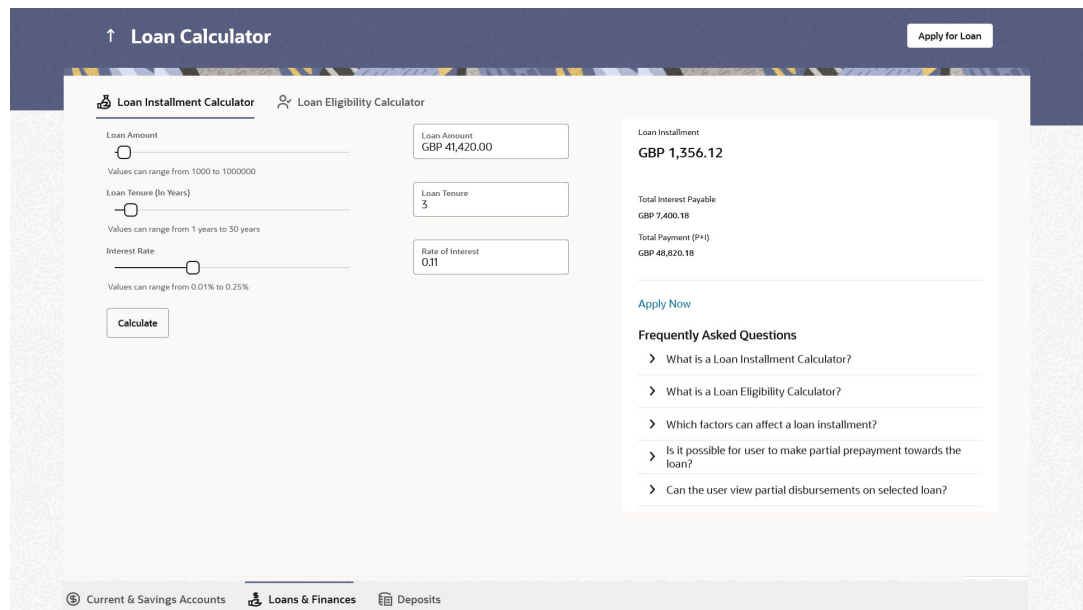 Loan Calculator
Apply for Loan
Loan Installment Calculator
Loan Eligibility Calculator
Loan Amount
Values can range from 1000 to 1000000
Loan Amount
GBP 41,420.00
Loan Tenure (In Years)
Values can range from 1 years to 30 years
Loan Tenure
3
Interest Rate
Values can range from 0.01% to 0.25%
Rate of Interest
0.11
Calculate
Loan Installment
GBP 1,356.12
Total Interest Payable
GBP 7,400.18
Total Payment (P+I)
GBP 48,820.18
Apply Now
Frequently Asked Questions
What is a Loan Installment Calculator?
What is a Loan Eligibility Calculator?
Which factors can affect a loan installment?
Is it possible for user to make partial prepayment towards the
loan?
Can the user view partial disbursements on selected loan?
Current & Savings Accounts
Loans & Finances
Deposits